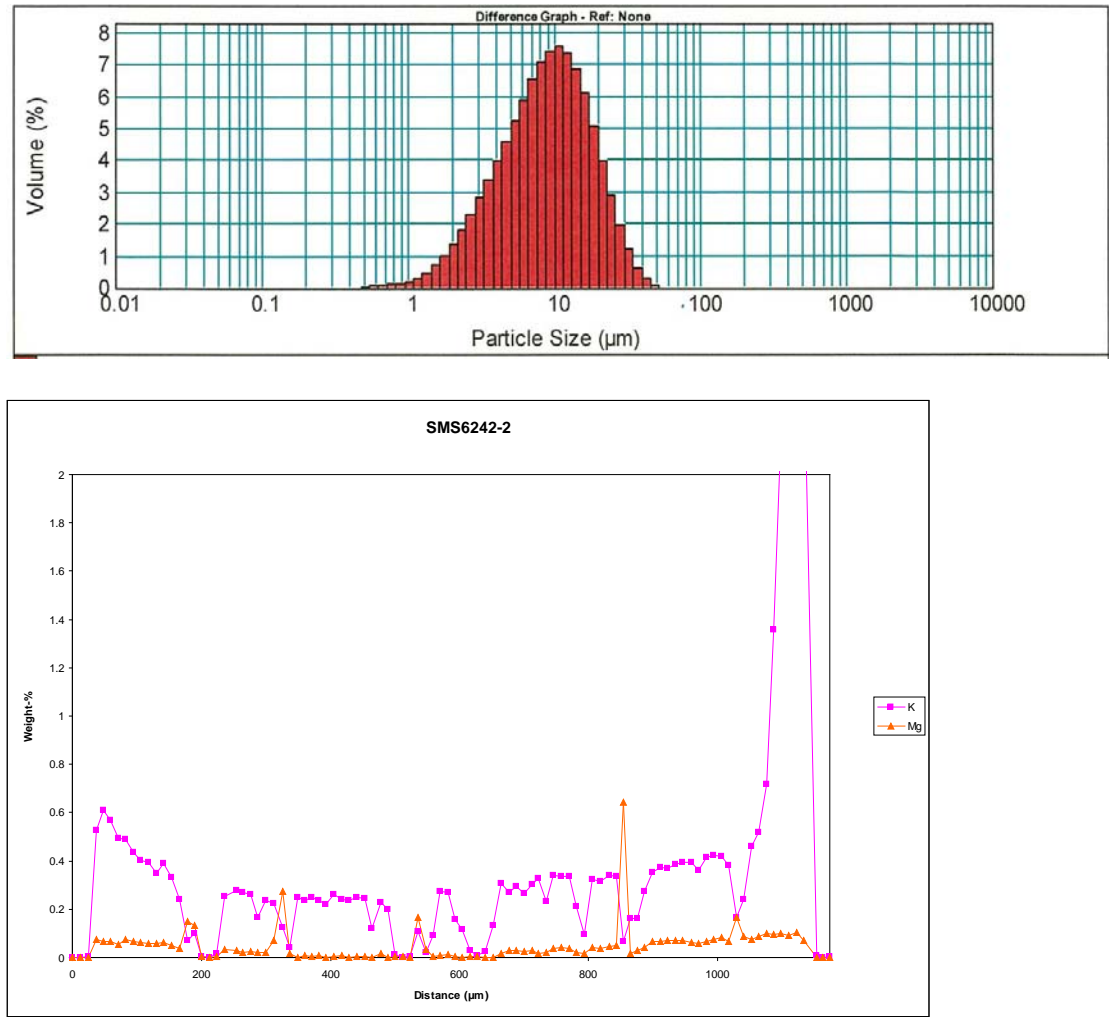 Difference Graph - Ref: None
8
7
6
5
4
3
2
1
0
Volume (%)
0.01 0.1 1 10 100 1000 10000
Particle Size (µm)
SMS6242-2
2
1.8
1.6
1.4
1.2
1
0.8
0.6
0.4
0.2
0
Weight-%
0 200 400 600 800 1000
Distance (µm)
K
Mg